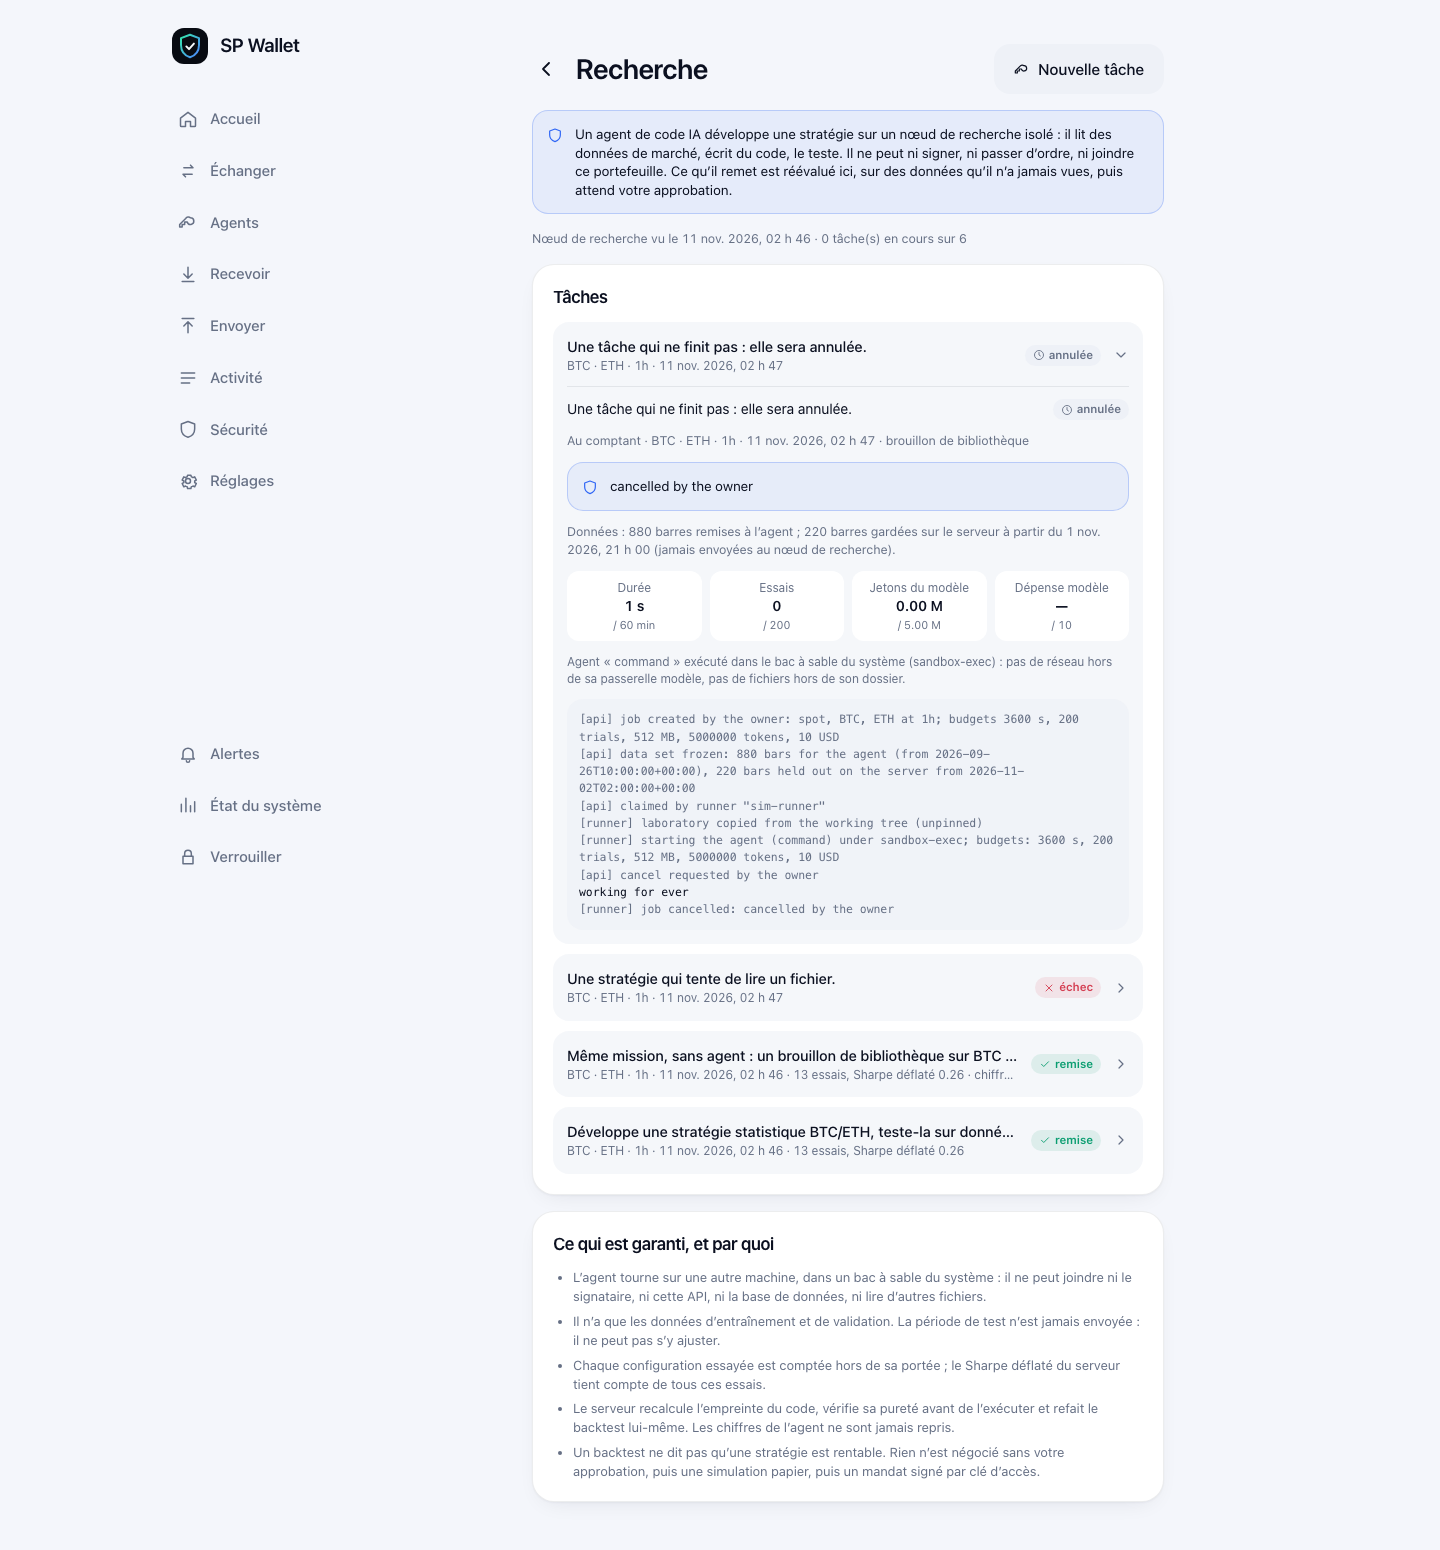 SP Wallet
Accueil
Échanger
Agents
Recevoir
Envoyer
Activité
Sécurité
Réglages
Alertes
État du système
Verrouiller
Recherche
Nouvelle tâche
Un agent de code IA développe une stratégie sur un nœud de recherche isolé : il lit des
données de marché, écrit du code, le teste. Il ne peut ni signer, ni passer d’ordre, ni joindre
ce portefeuille. Ce qu’il remet est réévalué ici, sur des données qu’il n’a jamais vues, puis
attend votre approbation.
Nœud de recherche vu le 11 nov. 2026, 02 h 46 · 0 tâche(s) en cours sur 6
Tâches
Une tâche qui ne finit pas : elle sera annulée.
BTC · ETH · 1h · 11 nov. 2026, 02 h 47
annulée
Une tâche qui ne finit pas : elle sera annulée.
annulée
Au comptant · BTC · ETH · 1h · 11 nov. 2026, 02 h 47 · brouillon de bibliothèque
cancelled by the owner
Données : 880 barres remises à l’agent ; 220 barres gardées sur le serveur à partir du 1 nov.
2026, 21 h 00 (jamais envoyées au nœud de recherche).
Durée
1 s
/ 60 min
Essais
0
/ 200
Jetons du modèle
0.00 M
/ 5.00 M
Dépense modèle
—
/ 10
Agent « command » exécuté dans le bac à sable du système (sandbox-exec) : pas de réseau hors
de sa passerelle modèle, pas de fichiers hors de son dossier.
[api] job created by the owner: spot, BTC, ETH at 1h; budgets 3600 s, 200
trials, 512 MB, 5000000 tokens, 10 USD
[api] data set frozen: 880 bars for the agent (from 2026-09-
26T10:00:00+00:00), 220 bars held out on the server from 2026-11-
02T02:00:00+00:00
[api] claimed by runner "sim-runner"
[runner] laboratory copied from the working tree (unpinned)
[runner] starting the agent (command) under sandbox-exec; budgets: 3600 s, 200
trials, 512 MB, 5000000 tokens, 10 USD
[api] cancel requested by the owner
working for ever
[runner] job cancelled: cancelled by the owner
Une stratégie qui tente de lire un fichier.
BTC · ETH · 1h · 11 nov. 2026, 02 h 47
échec
Même mission, sans agent : un brouillon de bibliothèque sur BTC ...
BTC · ETH · 1h · 11 nov. 2026, 02 h 46 · 13 essais, Sharpe déflaté 0.26 · chiffr...
remise
Développe une stratégie statistique BTC/ETH, teste-la sur donné...
BTC · ETH · 1h · 11 nov. 2026, 02 h 46 · 13 essais, Sharpe déflaté 0.26
remise
Ce qui est garanti, et par quoi
• L’agent tourne sur une autre machine, dans un bac à sable du système : il ne peut joindre ni le
signataire, ni cette API, ni la base de données, ni lire d’autres fichiers.
• Il n’a que les données d’entraînement et de validation. La période de test n’est jamais envoyée :
il ne peut pas s’y ajuster.
• Chaque configuration essayée est comptée hors de sa portée ; le Sharpe déflaté du serveur
tient compte de tous ces essais.
• Le serveur recalcule l’empreinte du code, vérifie sa pureté avant de l’exécuter et refait le
backtest lui-même. Les chiffres de l’agent ne sont jamais repris.
• Un backtest ne dit pas qu’une stratégie est rentable. Rien n’est négocié sans votre
approbation, puis une simulation papier, puis un mandat signé par clé d’accès.